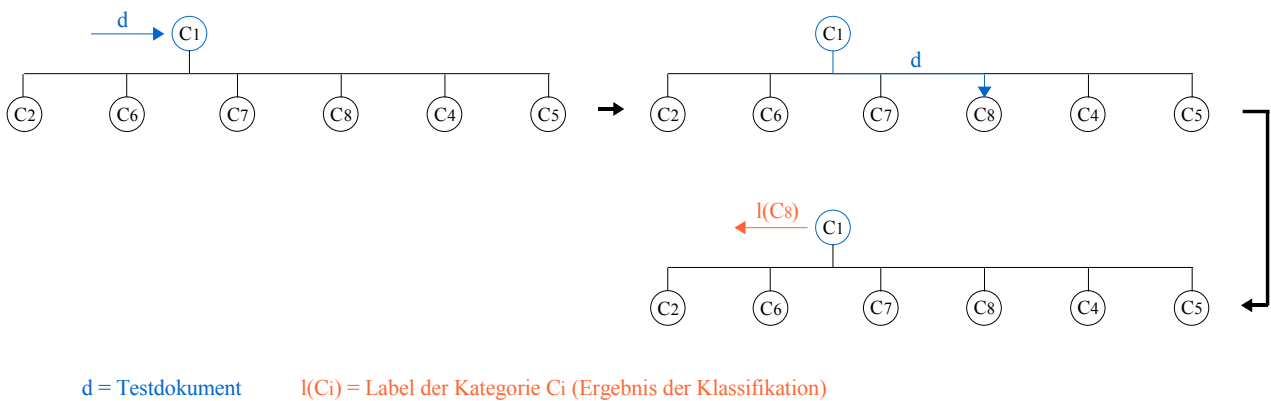 d
C1
C2 C6 C7 C8 C4 C5
C1
d
C2 C6 C7 C8 C4 C5
l(C8)
C1
C2 C6 C7 C8 C4 C5
d = Testdokument l(Ci) = Label der Kategorie Ci (Ergebnis der Klassifikation)